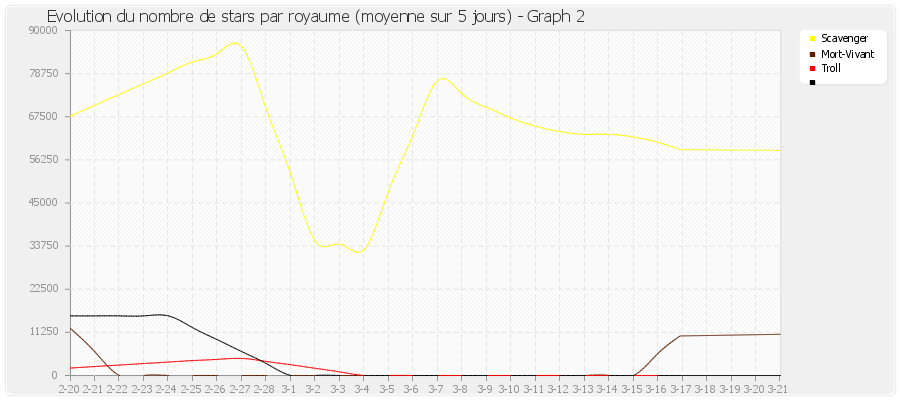 Evolution du nombre de stars par royaume (moyenne sur 5 jours) - Graph 2
90000
78750
67500
56250
45000
33750
22500
11250
0
2-20 2-21 2-22 2-23 2-24 2-25 2-26 2-27 2-28 3-1 3-2 3-3 3-4 3-5 3-6 3-7 3-8 3-9 3-10 3-11 3-12 3-13 3-14 3-15 3-16 3-17 3-18 3-19 3-20 3-21
Scavenger
Mort-Vivant
Troll